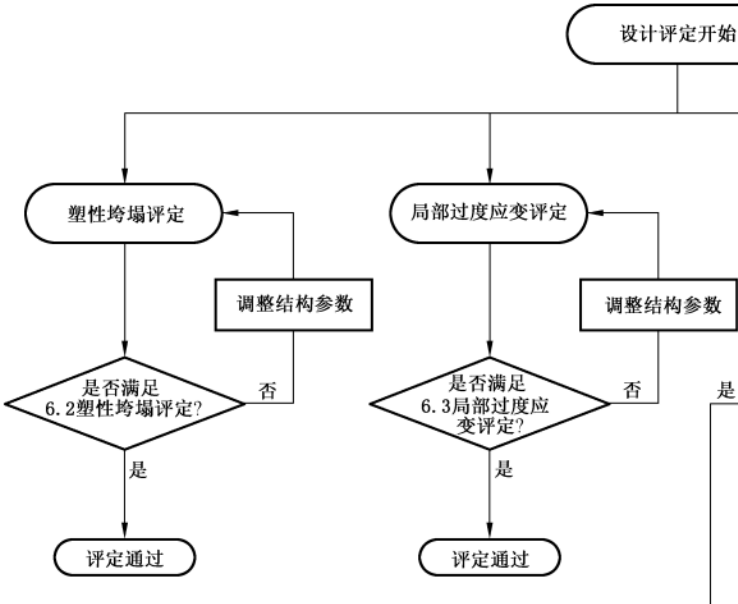 设计评定开始
塑性垮塌评定
局部过度应变评定
调整结构参数
调整结构参数
是否满足
6.2塑性垮塌评定?
否
是否满足
6.3局部过度应
变评定?
否
是
是
是
评定通过
评定通过